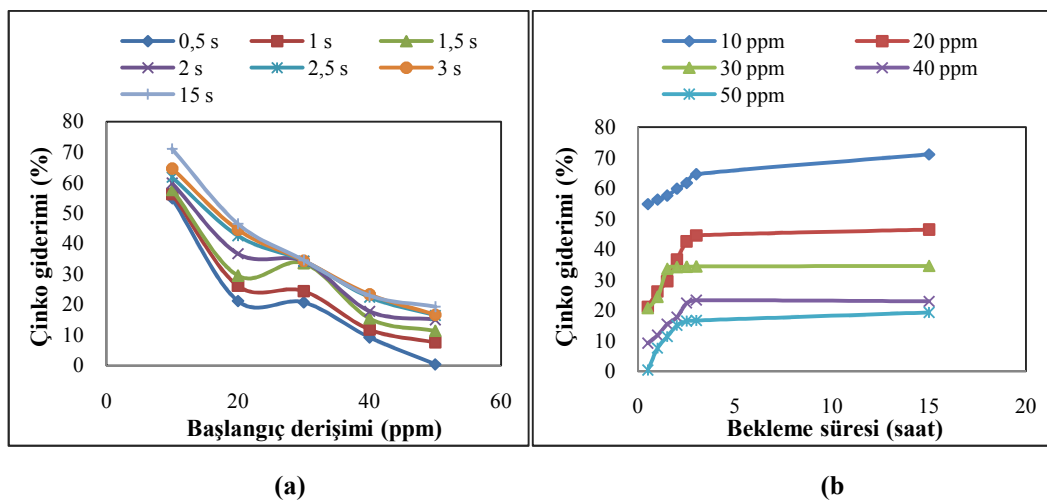 0,5 s 1 s 1,5 s
2 s 2,5 s 3 s
15 s
80
70
60
50
40
30
20
10
0
0 20 40 60
Çinko giderimi (%)
Başlangıç derişimi (ppm)
(a)
10 ppm 20 ppm
30 ppm 40 ppm
50 ppm
80
70
60
50
40
30
20
10
0
0 5 10 15 20
Çinko giderimi (%)
Bekleme süresi (saat)
(b)